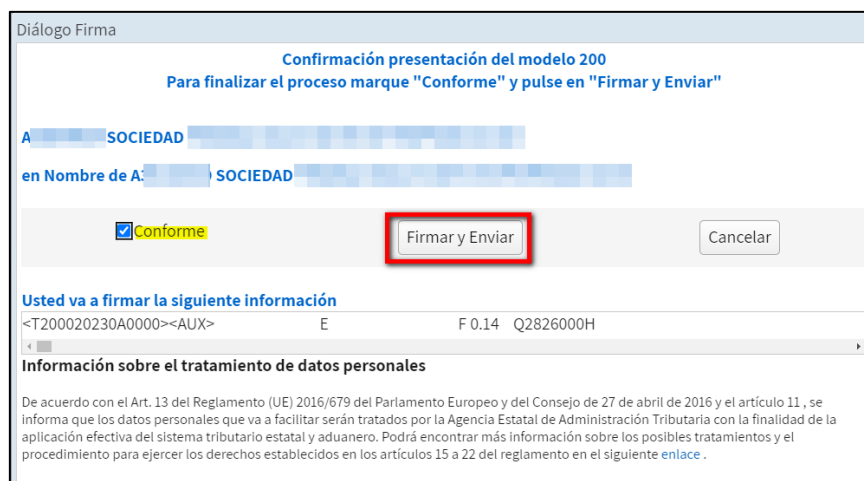 Diálogo Firma
Confirmación presentación del modelo 200
Para finalizar el proceso marque "Conforme" y pulse en "Firmar y Enviar"
A SOCIEDAD
en Nombre de A SOCIEDAD
Conforme Firmar y Enviar Cancelar
Usted va a firmar la siguiente información
<T200020230A0000><AUX> E F 0.14 Q2826000H
Información sobre el tratamiento de datos personales
De acuerdo con el Art. 13 del Reglamento (UE) 2016/679 del Parlamento Europeo y del Consejo de 27 de abril de 2016 y el artículo 11 , se
informa que los datos personales que va a facilitar serán tratados por la Agencia Estatal de Administración Tributaria con la finalidad de la
aplicación efectiva del sistema tributario estatal y aduanero. Podrá encontrar más información sobre los posibles tratamientos y el
procedimiento para ejercer los derechos establecidos en los artículos 15 a 22 del reglamento en el siguiente enlace .